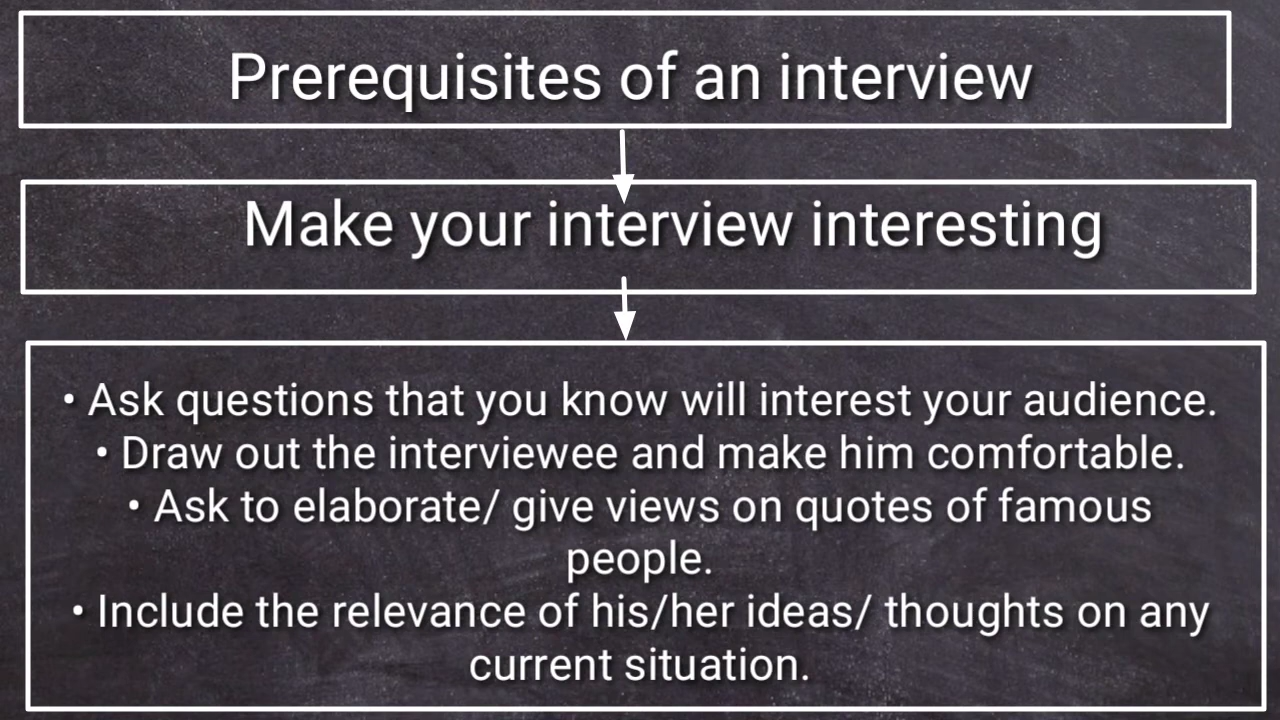 Prerequisites of an interview
Make your interview interesting
• Ask questions that you know will interest your audience.
• Draw out the interviewee and make him comfortable.
• Ask to elaborate/ give views on quotes of famous
people.
• Include the relevance of his/her ideas/ thoughts on any
current situation.